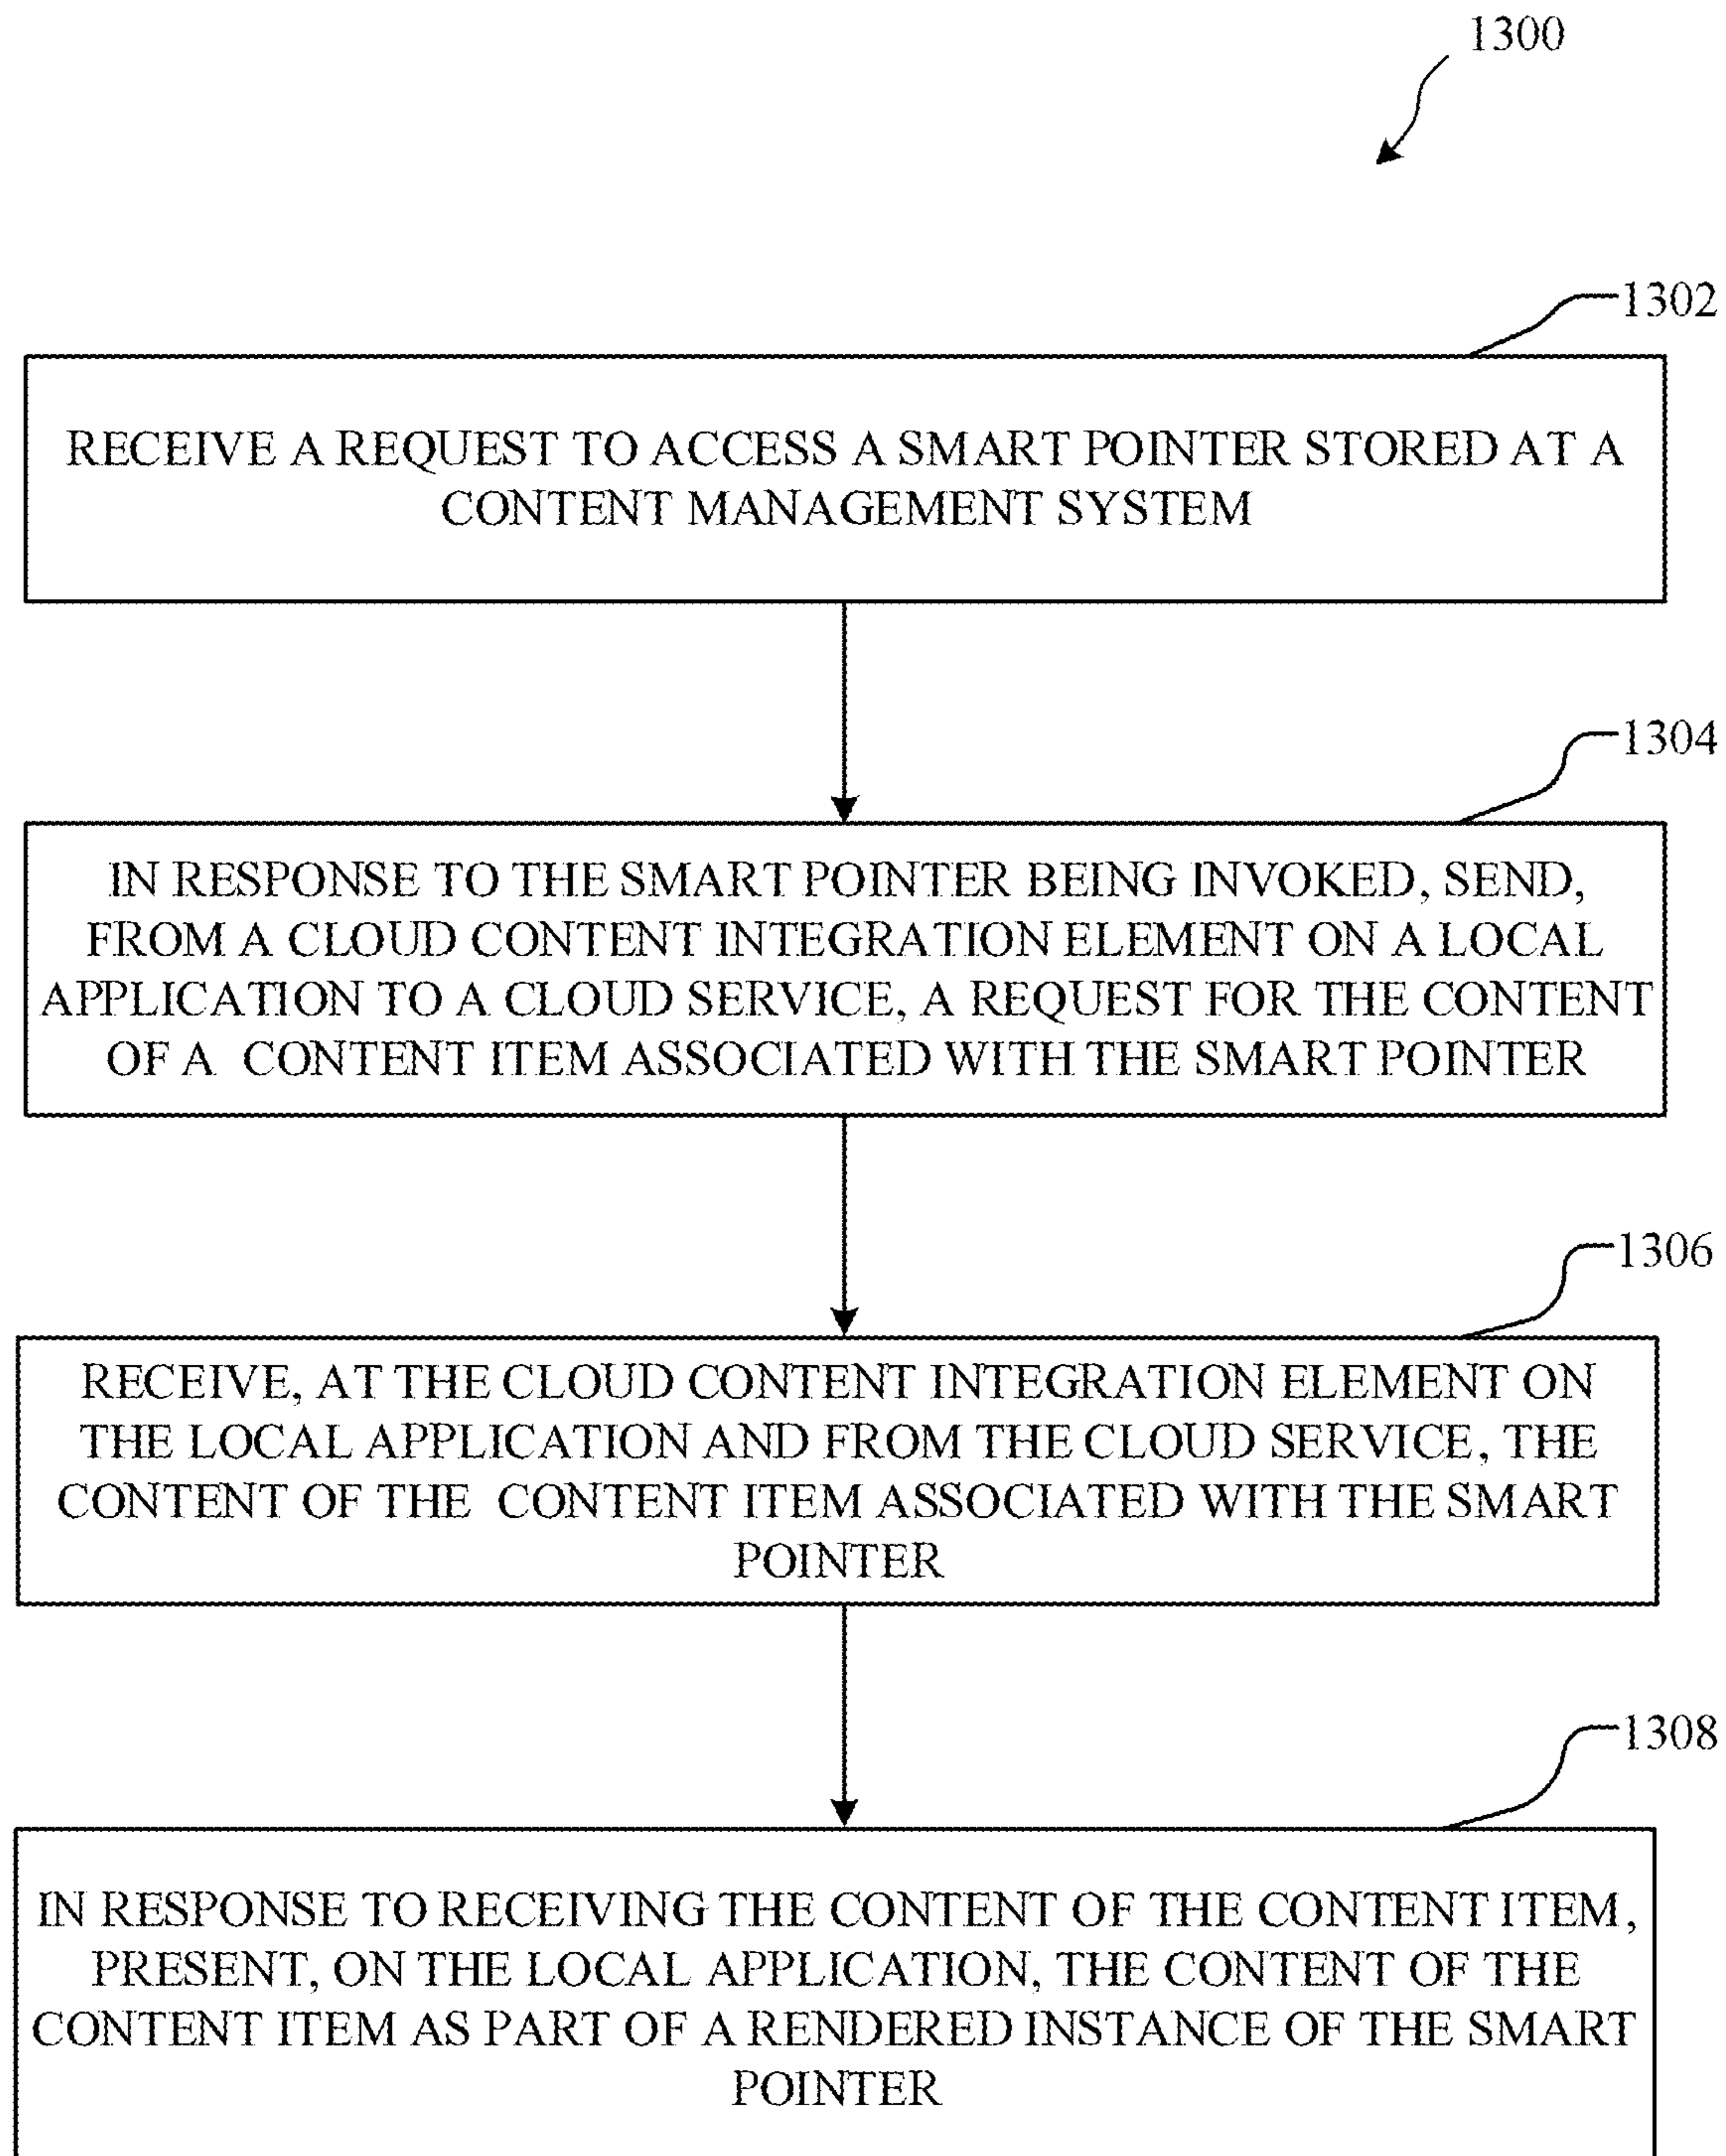 1300
1302
RECEIVE A REQUEST TO ACCESS A SMART POINTER STORED AT A
CONTENT MANAGEMENT SYSTEM
1304
IN RESPONSE TO THE SMART POINTER BEING INVOKED, SEND,
FROM A CLOUD CONTENT INTEGRATION ELEMENT ON A LOCAL
APPLICATION TO A CLOUD SERVICE, A REQUEST FOR THE CONTENT
OF A CONTENT ITEM ASSOCIATED WITH THE SMART POINTER
1306
RECEIVE, AT THE CLOUD CONTENT INTEGRATION ELEMENT ON
THE LOCAL APPLICATION AND FROM THE CLOUD SERVICE, THE
CONTENT OF THE CONTENT ITEM ASSOCIATED WITH THE SMART
POINTER
1308
IN RESPONSE TO RECEIVING THE CONTENT OF THE CONTENT ITEM,
PRESENT, ON THE LOCAL APPLICATION, THE CONTENT OF THE
CONTENT ITEM AS PART OF A RENDERED INSTANCE OF THE SMART
POINTER